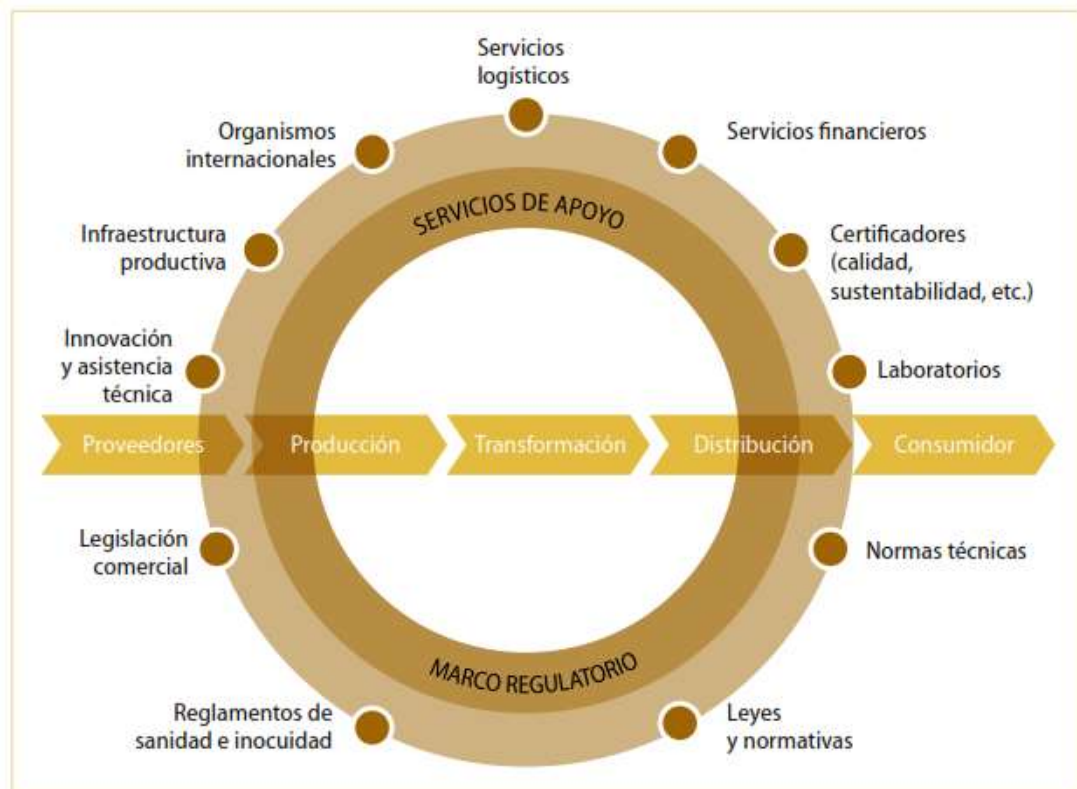 Servicios
logísticos
Organismos
internacionales
Servicios financieros
SERVICIOS DE APOYO
Infraestructura
productiva
Certificadores
(calidad,
sustentabilidad, etc.)
Innovación
y asistencia
técnica
Laboratorios
Proveedores
Producción
Transformación
Distribución
Consumidor
Legislación
comercial
Normas técnicas
MARCO REGULATORIO
Reglamentos de
sanidad e inocuidad
Leyes
y normativas